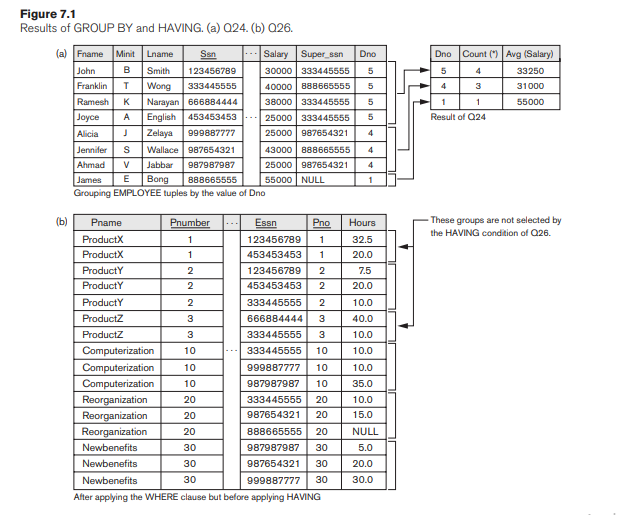 Figure 7.1
Results of GROUP BY and HAVING. (a) Q24. (b) Q26.
(a) Fname Minit Lname Ssn ··· Salary Super_ssn Dno
John B Smith 123456789 30000 333445555 5
Franklin T Wong 333445555 40000 888665555 5
Ramesh K Narayan 666884444 38000 333445555 5
Joyce A English 453453453 ··· 25000 333445555 5
Alicia J Zelaya 999887777 25000 987654321 4
Jennifer S Wallace 987654321 43000 888665555 4
Ahmad V Jabbar 987987987 25000 987654321 4
James E Bong 888665555 55000 NULL 1
Grouping EMPLOYEE tuples by the value of Dno
Dno Count (*) Avg (Salary)
5 4 33250
4 3 31000
1 1 55000
Result of Q24
(b) Pname Pnumber ··· Essn Pno Hours
ProductX 1 123456789 1 32.5
ProductX 1 453453453 1 20.0
ProductY 2 123456789 2 7.5
ProductY 2 453453453 2 20.0
ProductY 2 333445555 2 10.0
ProductZ 3 666884444 3 40.0
ProductZ 3 333445555 3 10.0
Computerization 10 ··· 333445555 10 10.0
Computerization 10 999887777 10 10.0
Computerization 10 987987987 10 35.0
Reorganization 20 333445555 20 10.0
Reorganization 20 987654321 20 15.0
Reorganization 20 888665555 20 NULL
Newbenefits 30 987987987 30 5.0
Newbenefits 30 987654321 30 20.0
Newbenefits 30 999887777 30 30.0
After applying the WHERE clause but before applying HAVING
These groups are not selected by
the HAVING condition of Q26.